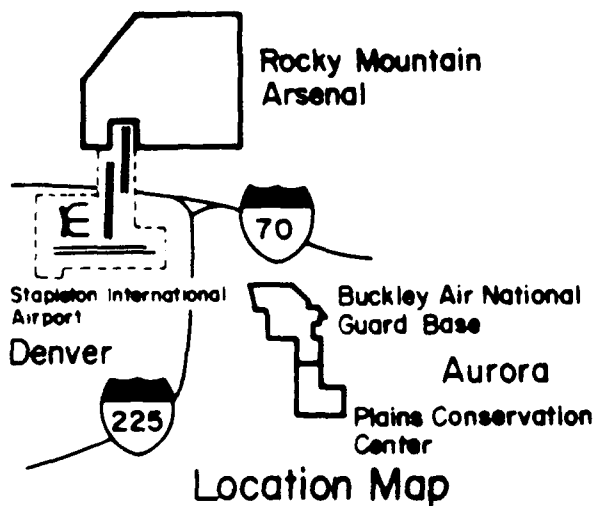 Rocky Mountain
Arsenal
70
Stapleton International
Airport
Buckley Air National
Guard Base
Denver
Aurora
225
Plains Conservation
Center
Location Map